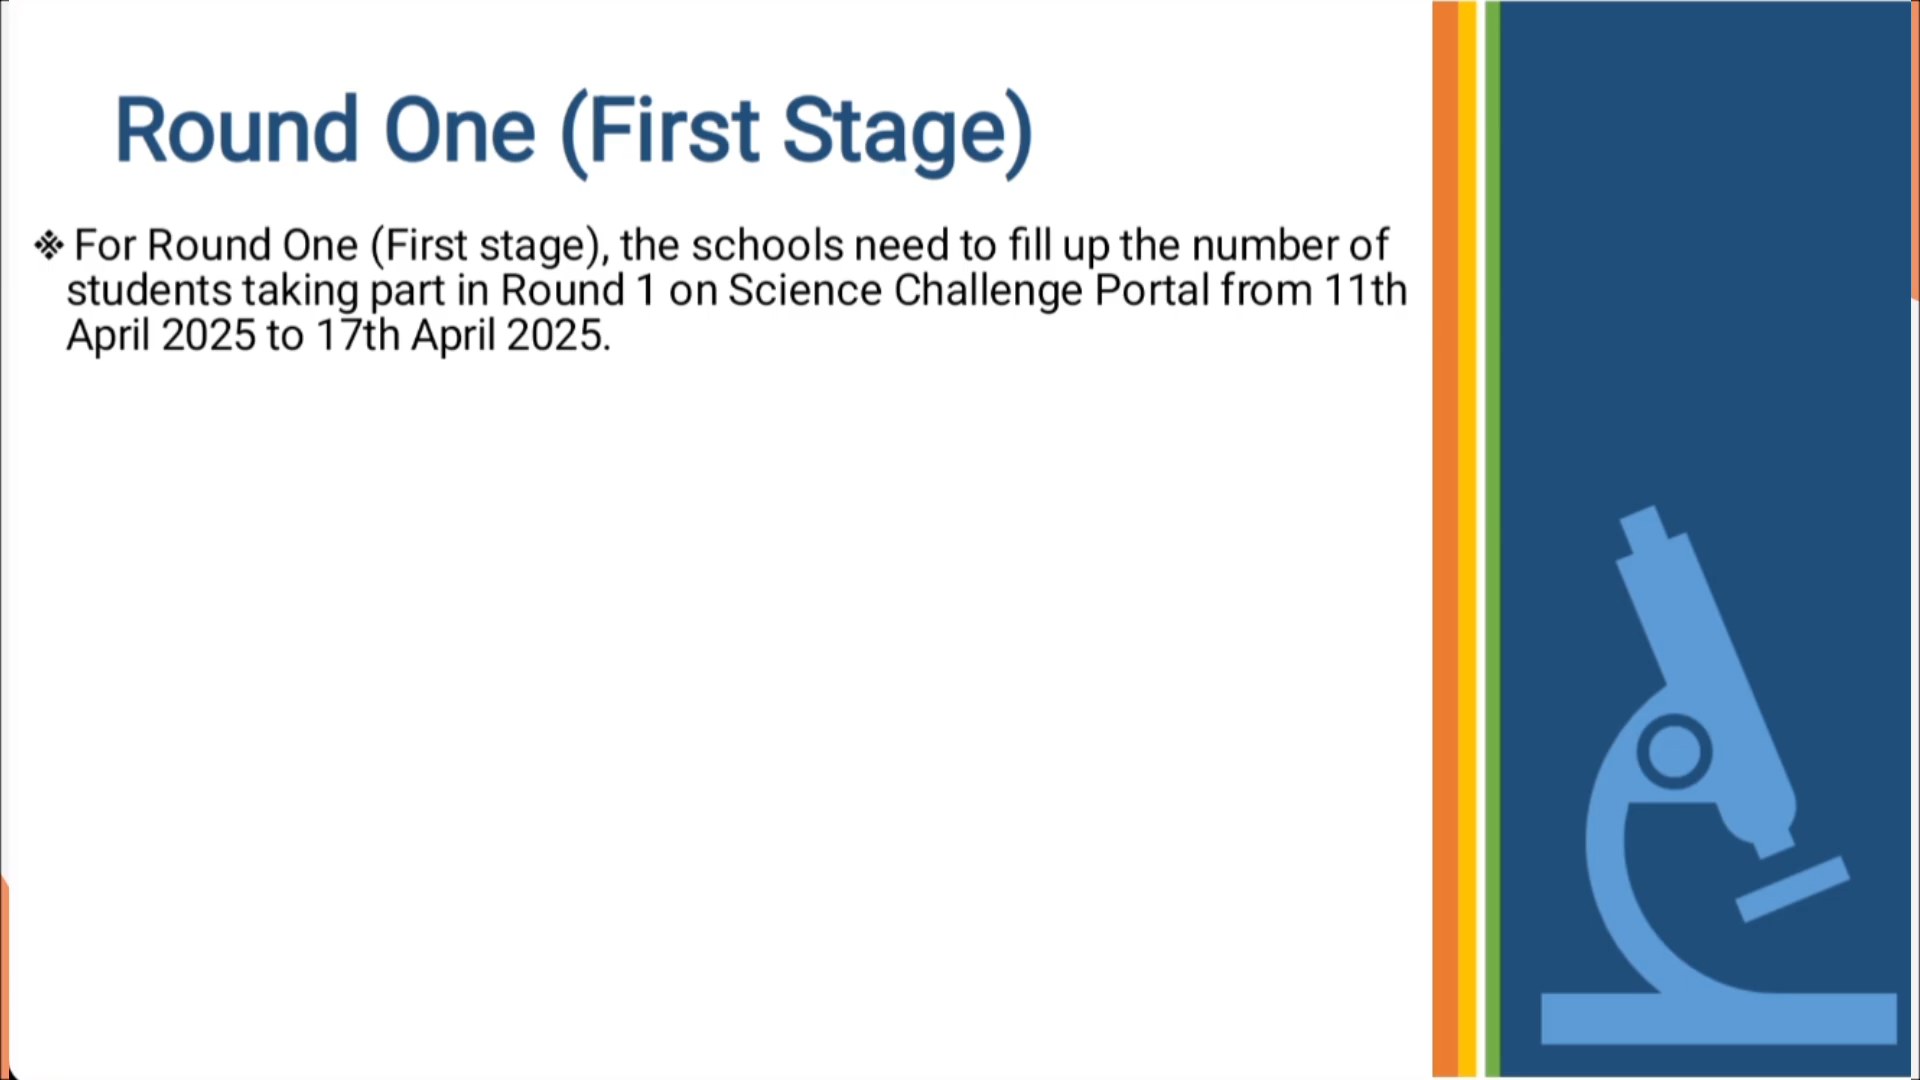 Round One (First Stage)
❖ For Round One (First stage), the schools need to fill up the number of
students taking part in Round 1 on Science Challenge Portal from 11th
April 2025 to 17th April 2025.